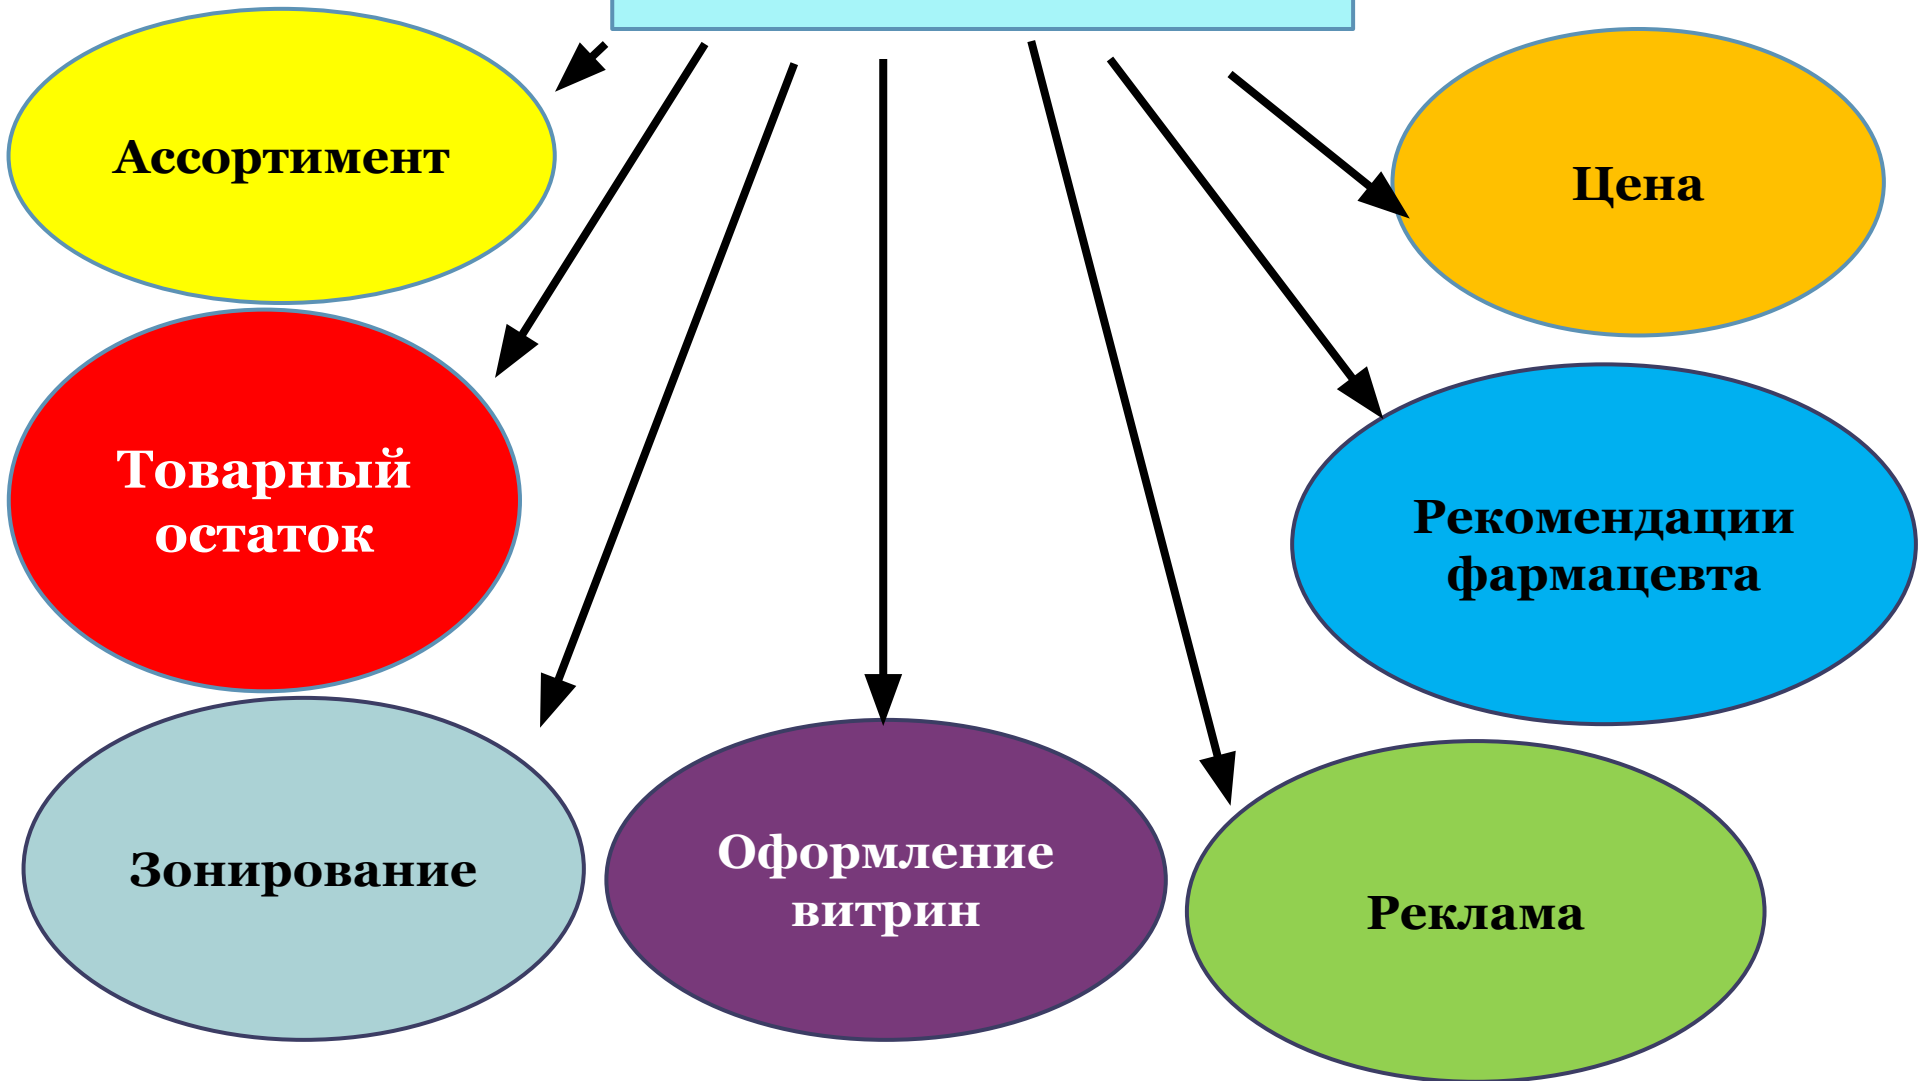 Ассортимент
Цена
Товарный
остаток
Рекомендации
фармацевта
Зонирование
Оформление
витрин
Реклама